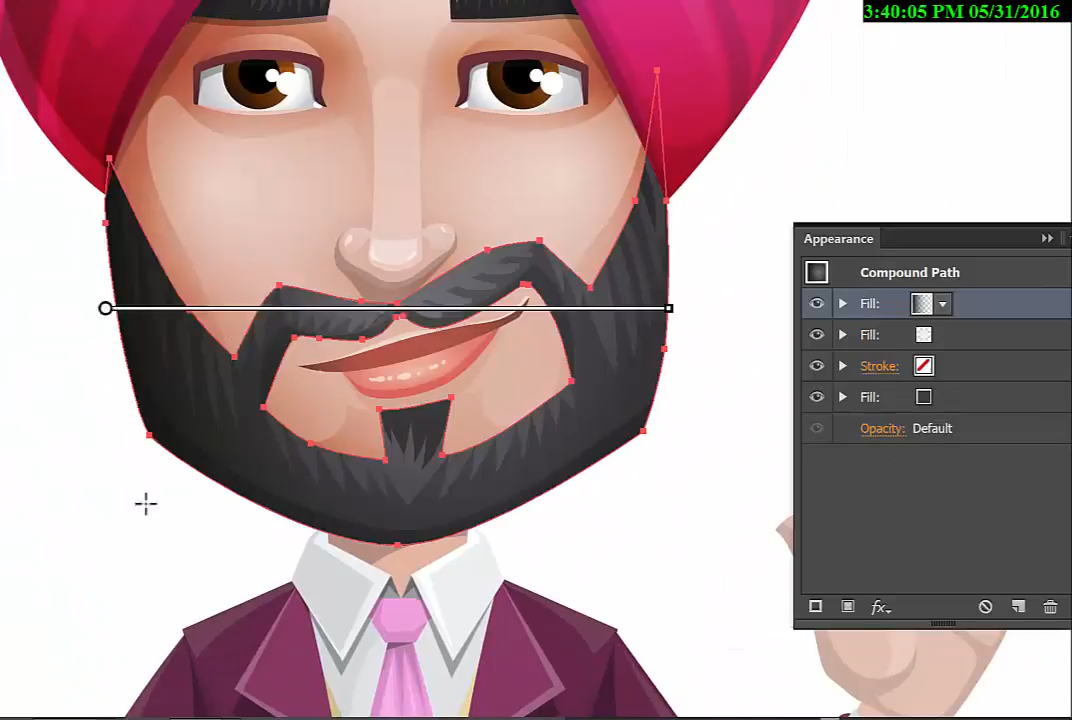 3:40:05 PM 05/31/2016
Appearance
Compound Path
Fill:
Fill:
Stroke:
Fill:
Opacity: Default
fx